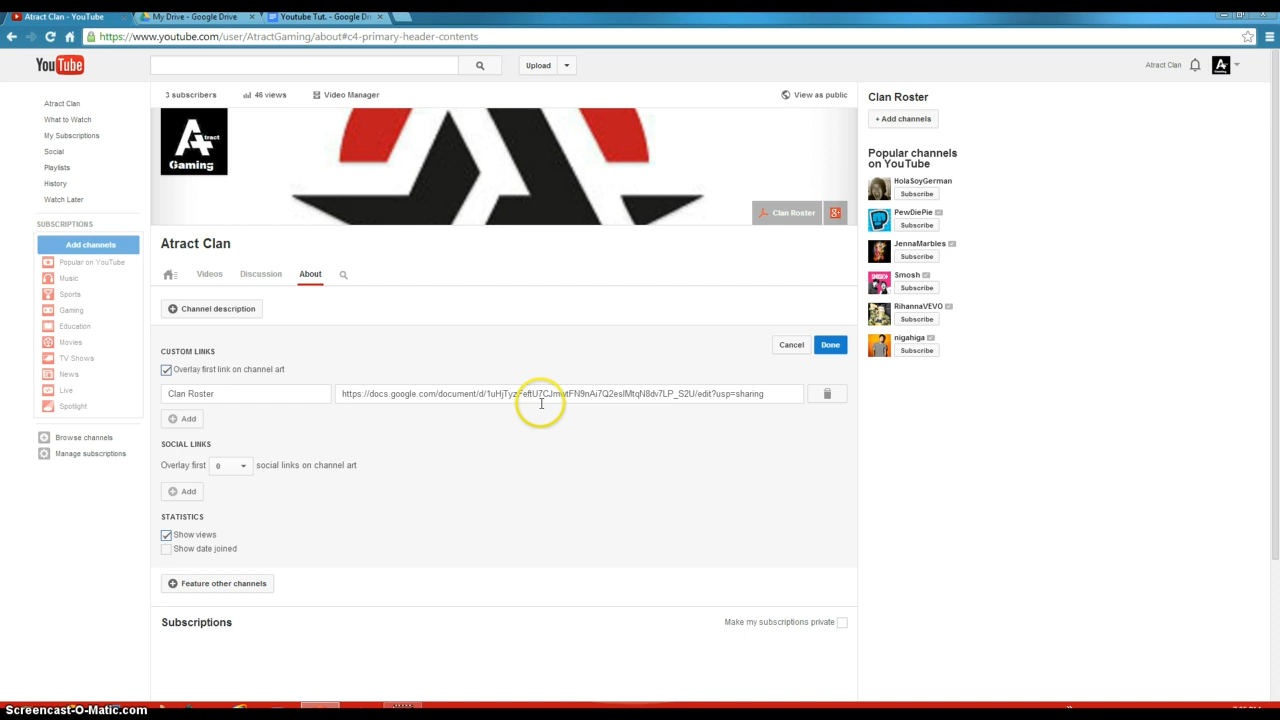 Atract Clan - YouTube
My Drive - Google Drive
Youtube Tut. - Google Dr
https://www.youtube.com/user/AtractGaming/about#c4-primary-header-contents
YouTube
Upload
Atract Clan
Atract Clan
What to Watch
My Subscriptions
Social
Playlists
History
Watch Later
SUBSCRIPTIONS
Add channels
Popular on YouTube
Music
Sports
Gaming
Education
Movies
TV Shows
News
Live
Spotlight
Browse channels
Manage subscriptions
3 subscribers
46 views
Video Manager
View as public
Atract
Gaming
Clan Roster
Atract Clan
Videos
Discussion
About
Channel description
CUSTOM LINKS
Cancel
Done
Overlay first link on channel art
Clan Roster
Add
SOCIAL LINKS
Overlay first 0 social links on channel art
Add
STATISTICS
Show views
Show date joined
Feature other channels
Subscriptions
Make my subscriptions private
Clan Roster
+ Add channels
Popular channels
on YouTube
HolaSoyGerman
Subscribe
PewDiePie
Subscribe
JennaMarbles
Subscribe
Smosh
Subscribe
RihannaVEVO
Subscribe
nigahiga
Subscribe
Screencast-O-Matic.com